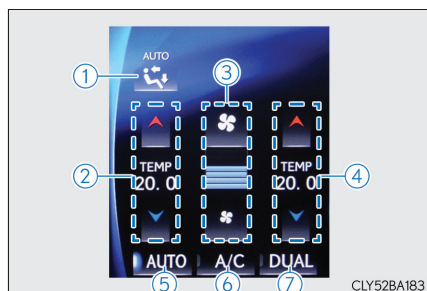 AUTO
1
3
TEMP
20. 0
2
TEMP
20. 0
4
AUTO
A/C
DUAL
5
6
7
CLY52BA183